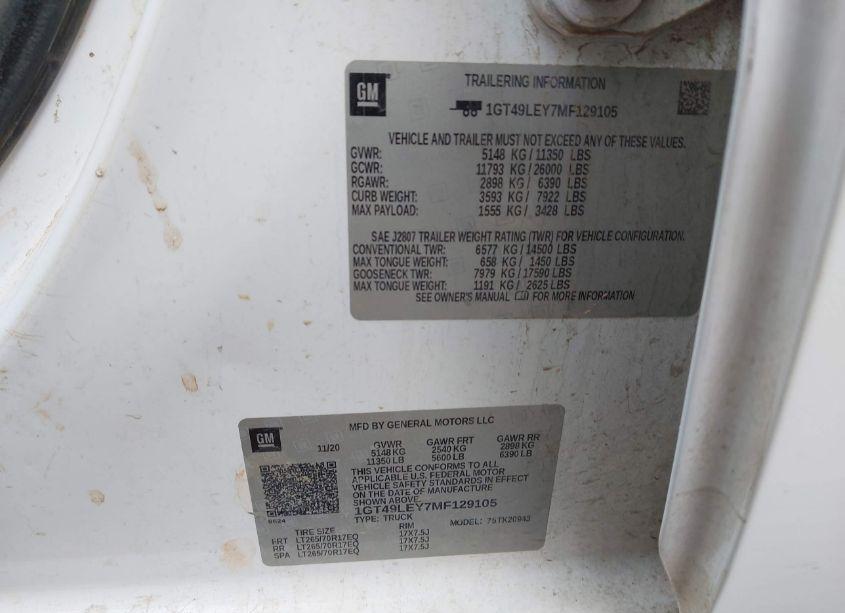 GM
TRAILERING INFORMATION
1GT49LEY7MF129105
VEHICLE AND TRAILER MUST NOT EXCEED ANY OF THESE VALUES.
GVWR: 5148 KG / 11350 LBS
GCWR: 11793 KG / 26000 LBS
RGAWR: 2898 KG / 6390 LBS
CURB WEIGHT: 3593 KG / 7922 LBS
MAX PAYLOAD: 1555 KG / 3428 LBS
SAE J2807 TRAILER WEIGHT RATING (TWR) FOR VEHICLE CONFIGURATION.
CONVENTIONAL TWR: 6577 KG / 14500 LBS
MAX TONGUE WEIGHT: 658 KG / 1450 LBS
GOOSENECK TWR: 7979 KG / 17590 LBS
MAX TONGUE WEIGHT: 1191 KG / 2625 LBS
SEE OWNER'S MANUAL FOR MORE INFORMATION
GM
MFD BY GENERAL MOTORS LLC
11/20 GVWR GAWR FRT GAWR RR
5148 KG 2540 KG 2898 KG
11350 LB 5600 LB 6390 LB
THIS VEHICLE CONFORMS TO ALL
APPLICABLE U.S. FEDERAL MOTOR
VEHICLE SAFETY STANDARDS IN EFFECT
ON THE DATE OF MANUFACTURE
SHOWN ABOVE.
1GT49LEY7MF129105
TYPE: TRUCK MODEL: 7STK20943
TIRE SIZE RIM
FRT LT265/70R17EQ 17X7.5J
RR LT265/70R17EQ 17X7.5J
SPA LT265/70R17EQ 17X7.5J